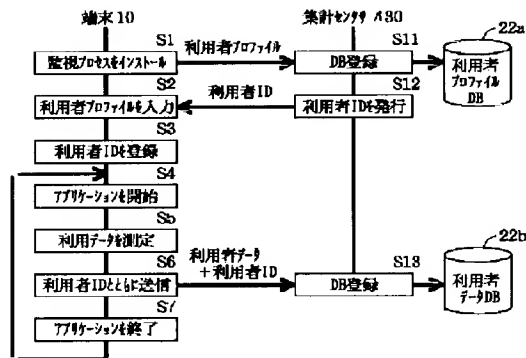 端末10
集計センタサーバ30
S1
監視プロセスをインストール
利用者プロファイル
S11
DB登録
22a
利用者
プロファイル
DB
S2
利用者プロファイルを入力
利用者ID
S12
利用者IDを発行
S3
利用者IDを登録
S4
アプリケーションを開始
S5
利用データを測定
S6
利用者IDとともに送信
利用者データ
+利用者ID
S13
DB登録
22b
利用者
データDB
S7
アプリケーションを終了